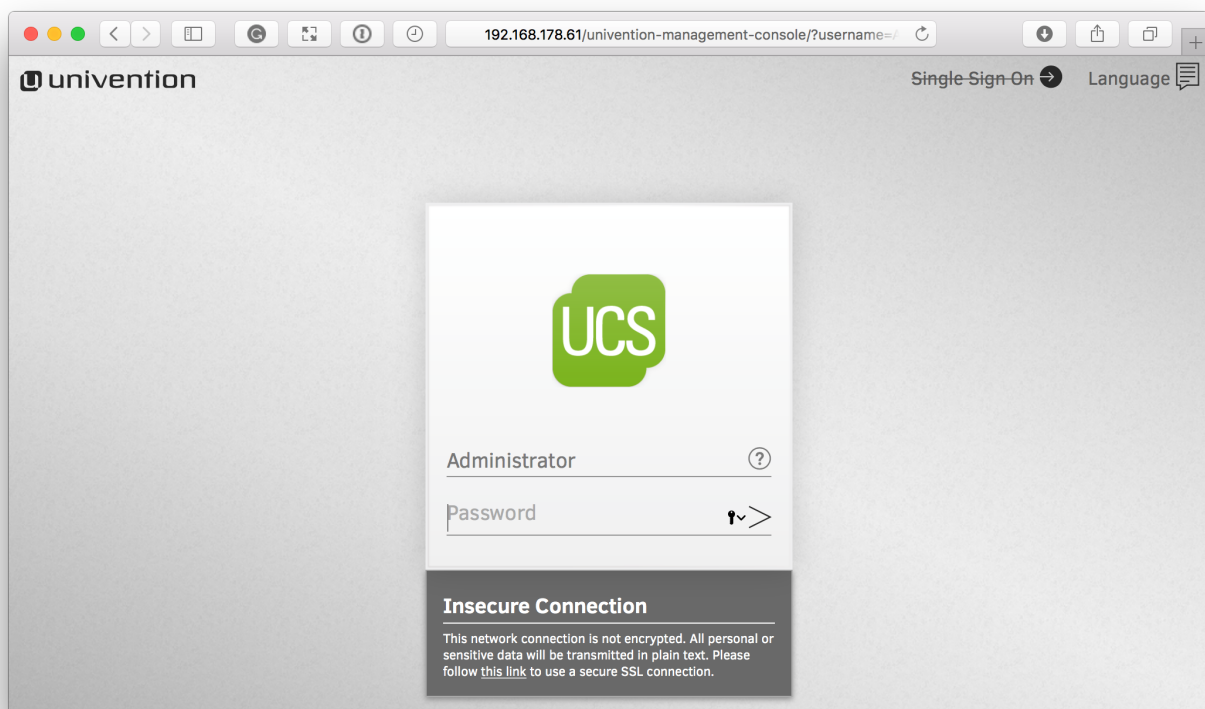 192.168.178.61/univention-management-console/?username=A
univention
Single Sign On
Language
UCS
Administrator
?
Password
Insecure Connection
This network connection is not encrypted. All personal or
sensitive data will be transmitted in plain text. Please
follow this link to use a secure SSL connection.